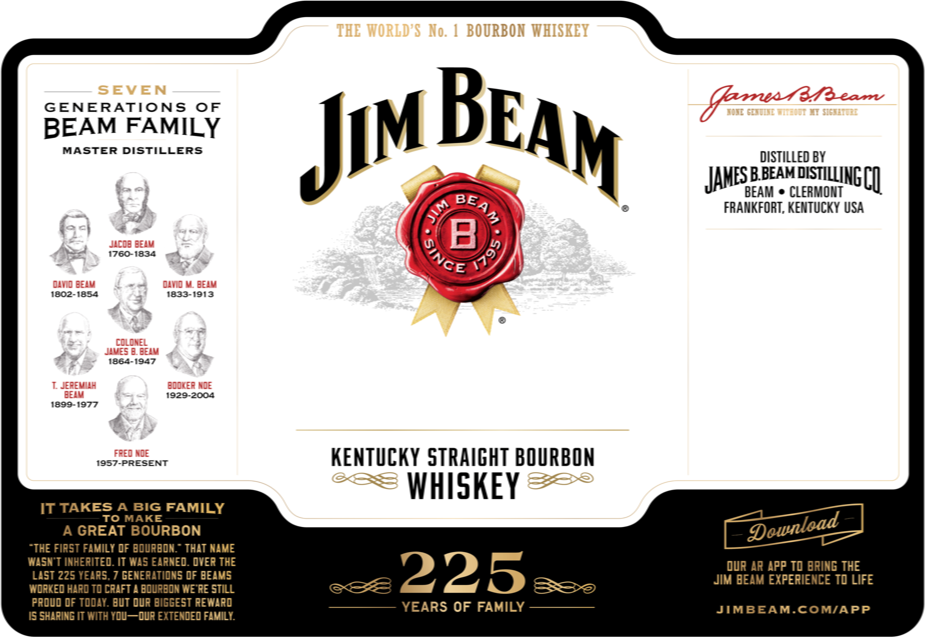 THE WORLD'S No. 1 BOURBON WHISKEY
SEVEN
GENERATIONS OF
BEAM FAMILY
MASTER DISTILLERS
JACOB BEAM
1760-1834
DAVID BEAM
1802-1854
DAVID M. BEAM
1833-1913
COLONEL
JAMES B. BEAM
1864-1947
T. JEREMIAH
BEAM
1899-1977
BOOKER NOE
1929-2004
FRED NOE
1957-PRESENT
JIM BEAM®
JIM BEAM
B
SINCE 1795
®
KENTUCKY STRAIGHT BOURBON
WHISKEY
James B. Beam
NONE GENUINE WITHOUT MY SIGNATURE
DISTILLED BY
JAMES B. BEAM DISTILLING CO.
BEAM • CLERMONT
FRANKFORT, KENTUCKY USA
IT TAKES A BIG FAMILY
TO MAKE
A GREAT BOURBON
"THE FIRST FAMILY OF BOURBON." THAT NAME
WASN'T INHERITED. IT WAS EARNED. OVER THE
LAST 225 YEARS, 7 GENERATIONS OF BEAMS
WORKED HARD TO CRAFT A BOURBON WE'RE STILL
PROUD OF TODAY. BUT OUR BIGGEST REWARD
IS SHARING IT WITH YOU—OUR EXTENDED FAMILY.
225
YEARS OF FAMILY
Download
OUR AR APP TO BRING THE
JIM BEAM EXPERIENCE TO LIFE
JIMBEAM.COM/APP